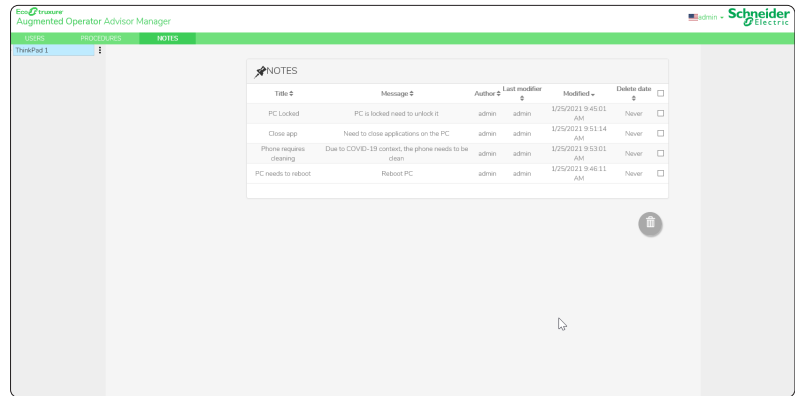 EcoStruxure
Augmented Operator Advisor Manager
admin
Schneider
Electric
USERS PROCEDURES NOTES
ThinkPad 1
NOTES
Title Message Author Last modifier Modified Delete date
PC Locked PC is locked need to unlock it admin admin 1/25/2021 9:45:01 AM Never
Close app Need to close applications on the PC admin admin 1/25/2021 9:51:14 AM Never
Phone requires cleaning Due to COVID-19 context, the phone needs to be clean admin admin 1/25/2021 9:53:01 AM Never
PC needs to reboot Reboot PC admin admin 1/25/2021 9:46:11 AM Never